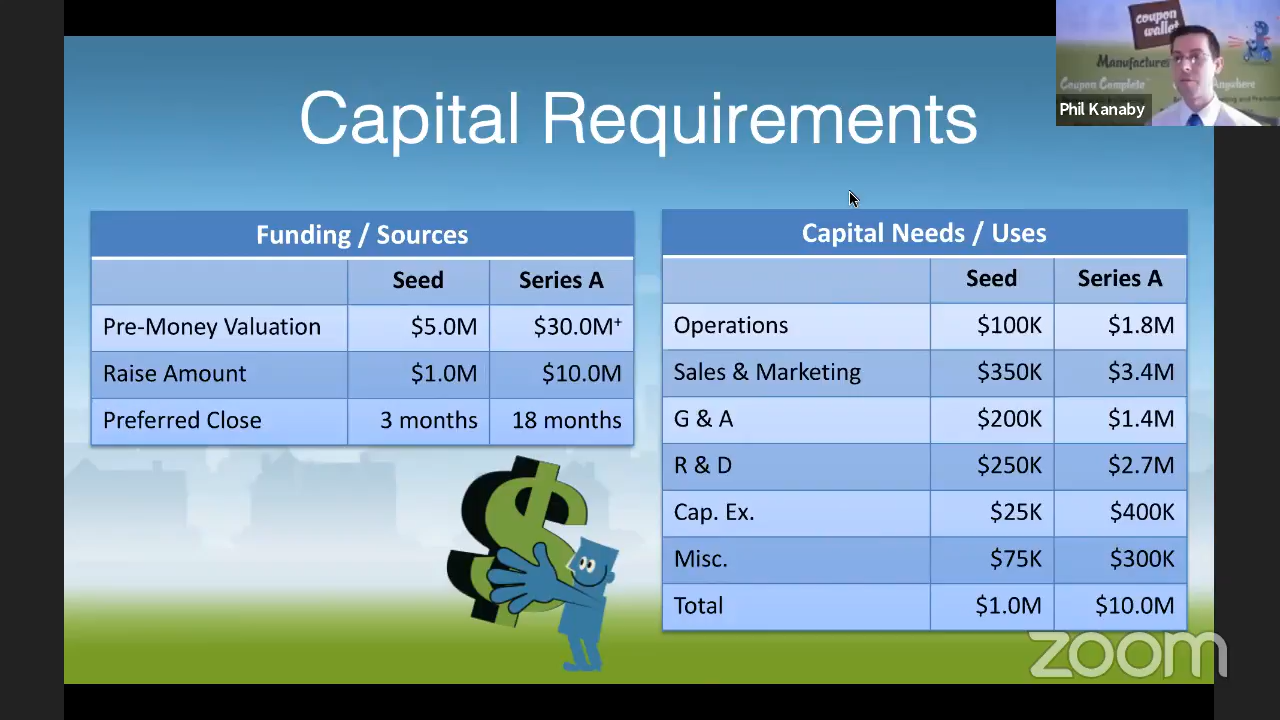 coupon
wallet
Manufacture
Coupon Complete
Anywhere
Phil Kanaby
Capital Requirements
Funding / Sources
Seed Series A
Pre-Money Valuation $5.0M $30.0M⁺
Raise Amount $1.0M $10.0M
Preferred Close 3 months 18 months
Capital Needs / Uses
Seed Series A
Operations $100K $1.8M
Sales & Marketing $350K $3.4M
G & A $200K $1.4M
R & D $250K $2.7M
Cap. Ex. $25K $400K
Misc. $75K $300K
Total $1.0M $10.0M
zoom